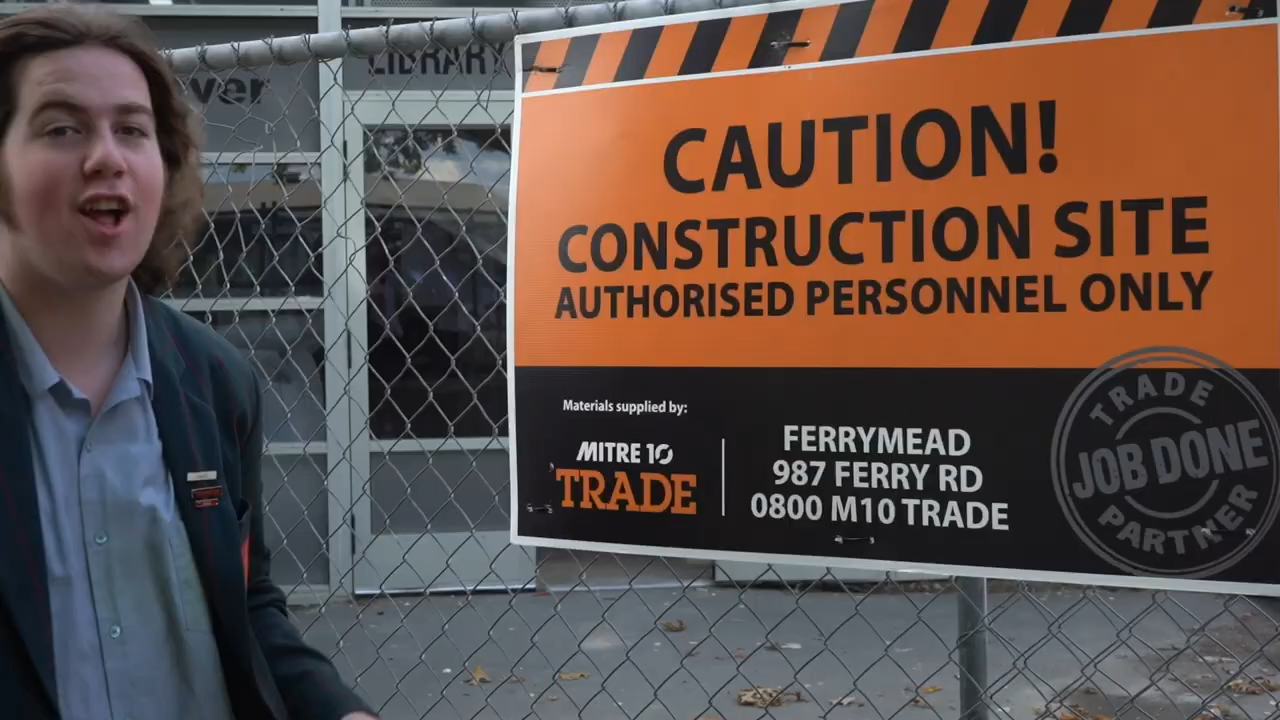 LIBRARY
ver
CAUTION!
CONSTRUCTION SITE
AUTHORISED PERSONNEL ONLY
Materials supplied by:
MITRE 10
TRADE
FERRYMEAD
987 FERRY RD
0800 M10 TRADE
TRADE
JOB DONE
PARTNER